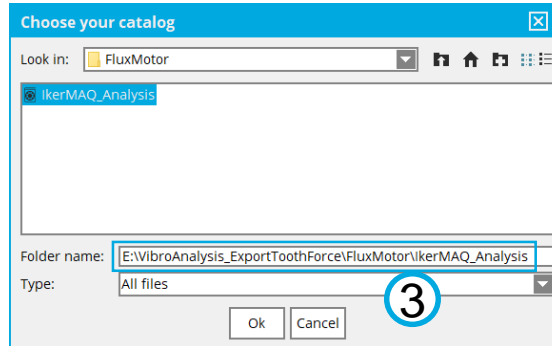 Choose your catalog
Look in: FluxMotor
IkerMAQ_Analysis
Folder name: E:\VibroAnalysis_ExportToothForce\FluxMotor\IkerMAQ_Analysis
Type: All files
3
Ok Cancel